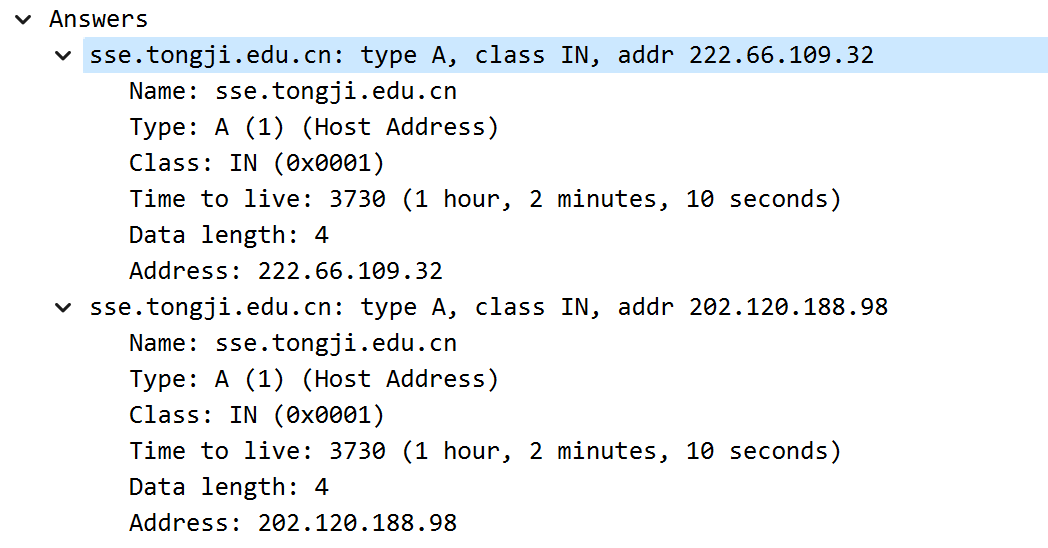 Answers
sse.tongji.edu.cn: type A, class IN, addr 222.66.109.32
Name: sse.tongji.edu.cn
Type: A (1) (Host Address)
Class: IN (0x0001)
Time to live: 3730 (1 hour, 2 minutes, 10 seconds)
Data length: 4
Address: 222.66.109.32
sse.tongji.edu.cn: type A, class IN, addr 202.120.188.98
Name: sse.tongji.edu.cn
Type: A (1) (Host Address)
Class: IN (0x0001)
Time to live: 3730 (1 hour, 2 minutes, 10 seconds)
Data length: 4
Address: 202.120.188.98